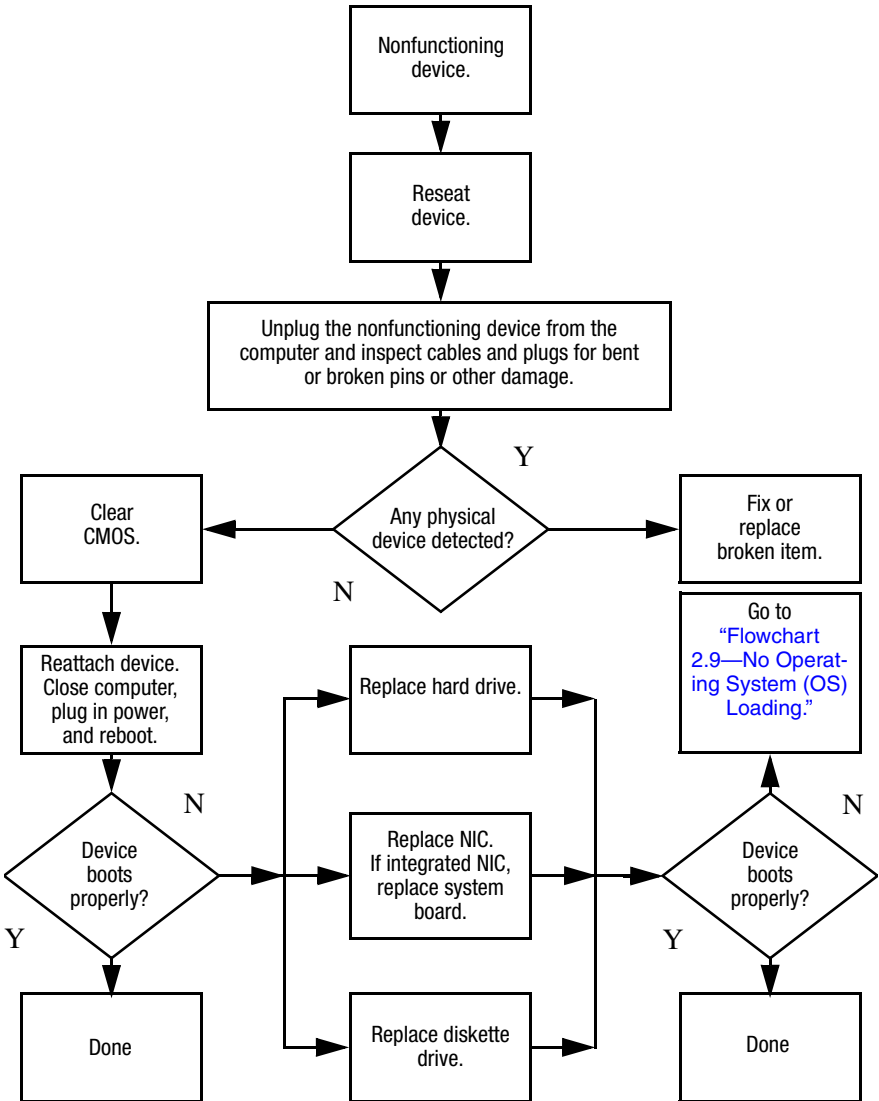 Nonfunctioning
device.
Reseat
device.
Unplug the nonfunctioning device from the
computer and inspect cables and plugs for bent
or broken pins or other damage.
Y
Clear
CMOS.
Any physical
device detected?
Fix or
replace
broken item.
N
Go to
“Flowchart
2.9—No Operat-
ing System (OS)
Loading.”
Reattach device.
Close computer,
plug in power,
and reboot.
Replace hard drive.
N
N
Device
boots
properly?
Replace NIC.
If integrated NIC,
replace system
board.
Device
boots
properly?
Y
Y
Done
Replace diskette
drive.
Done